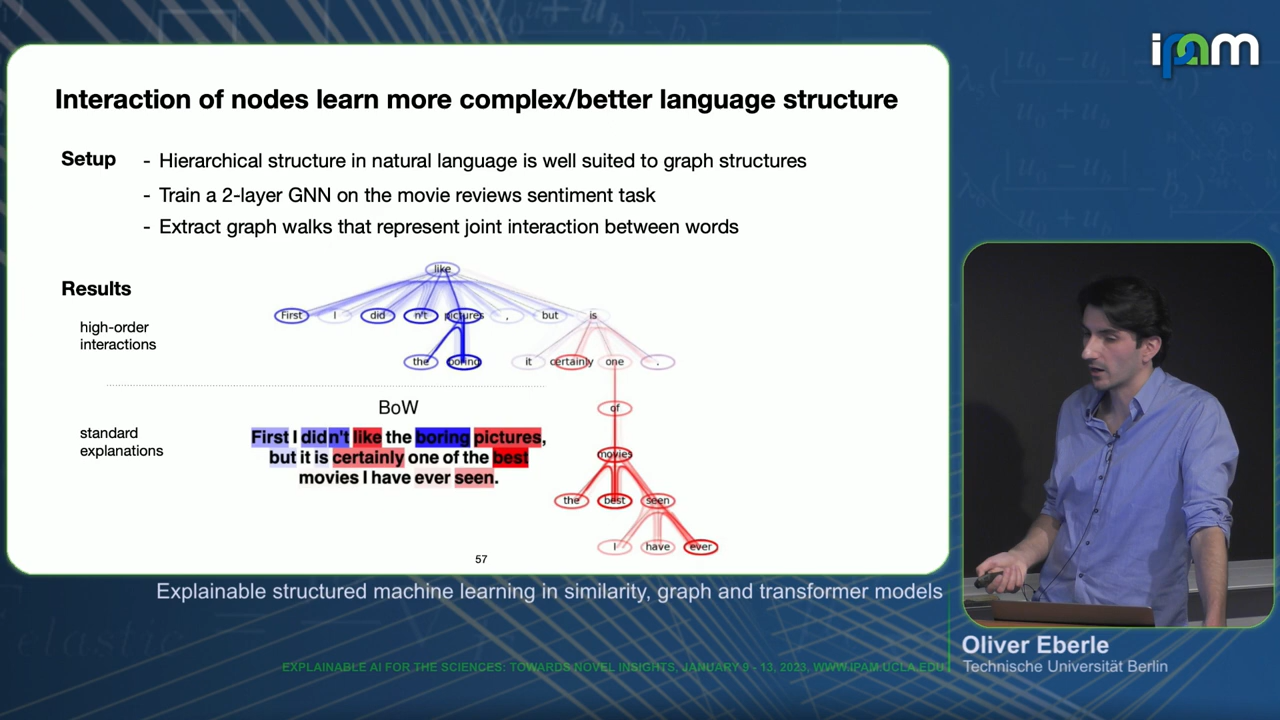 ipam
Interaction of nodes learn more complex/better language structure
Setup
- Hierarchical structure in natural language is well suited to graph structures
- Train a 2-layer GNN on the movie reviews sentiment task
- Extract graph walks that represent joint interaction between words
Results
high-order
interactions
like
First I did n't pictures , but is
the boring it certainly one .
of
movies
the best seen
I have ever
standard
explanations
BoW
First I didn't like the boring pictures,
but it is certainly one of the best
movies I have ever seen.
57
Explainable structured machine learning in similarity, graph and transformer models
Oliver Eberle
Technische Universität Berlin
EXPLAINABLE AI FOR THE SCIENCES: TOWARDS NOVEL INSIGHTS, JANUARY 9 - 13, 2023, WWW.IPAM.UCLA.EDU
elastic